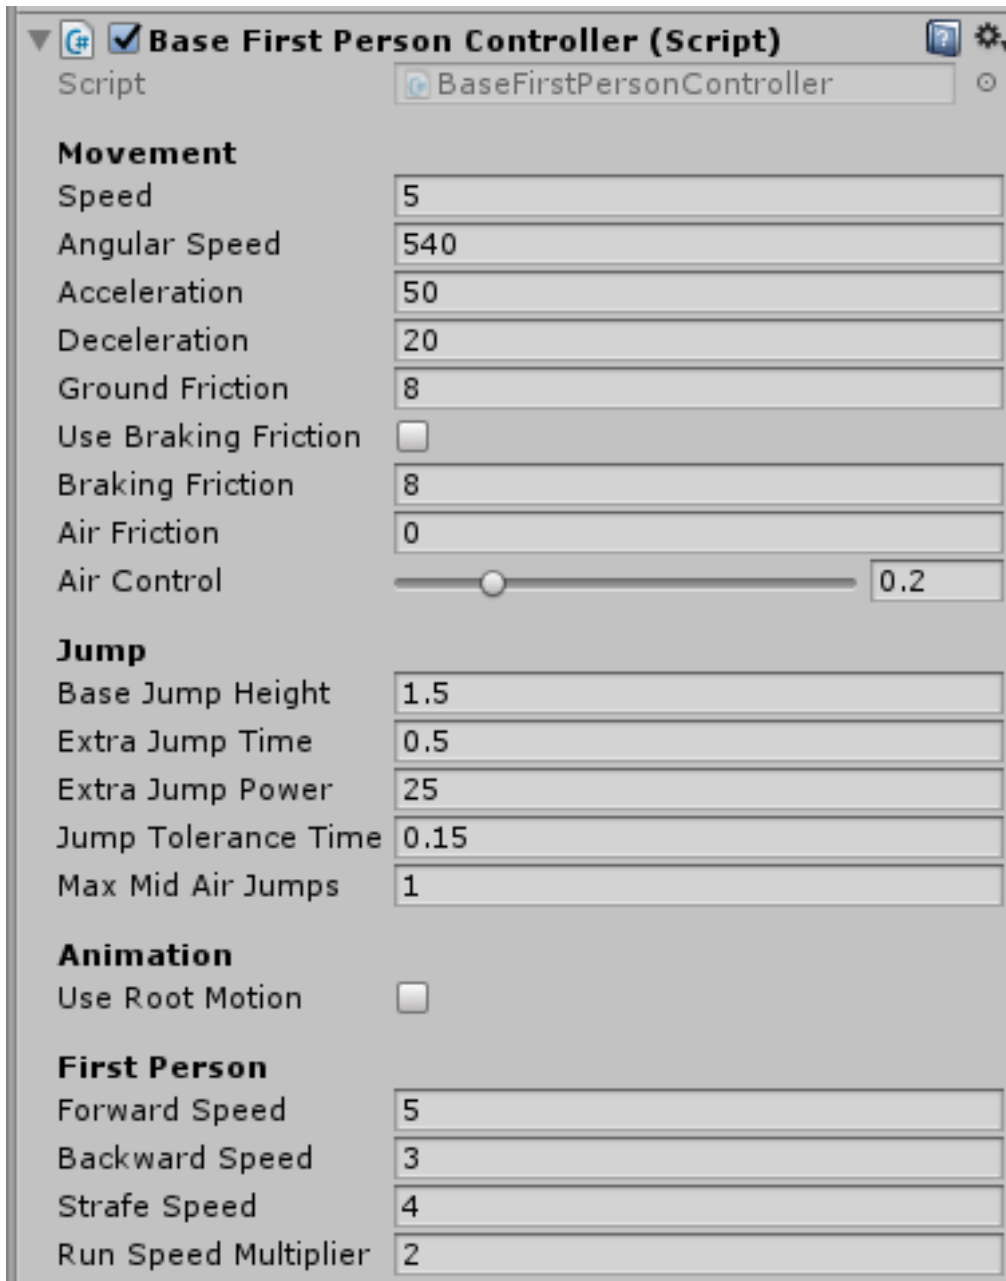 Base First Person Controller (Script)
Script BaseFirstPersonController
Movement
Speed 5
Angular Speed 540
Acceleration 50
Deceleration 20
Ground Friction 8
Use Braking Friction
Braking Friction 8
Air Friction 0
Air Control 0.2
Jump
Base Jump Height 1.5
Extra Jump Time 0.5
Extra Jump Power 25
Jump Tolerance Time 0.15
Max Mid Air Jumps 1
Animation
Use Root Motion
First Person
Forward Speed 5
Backward Speed 3
Strafe Speed 4
Run Speed Multiplier 2